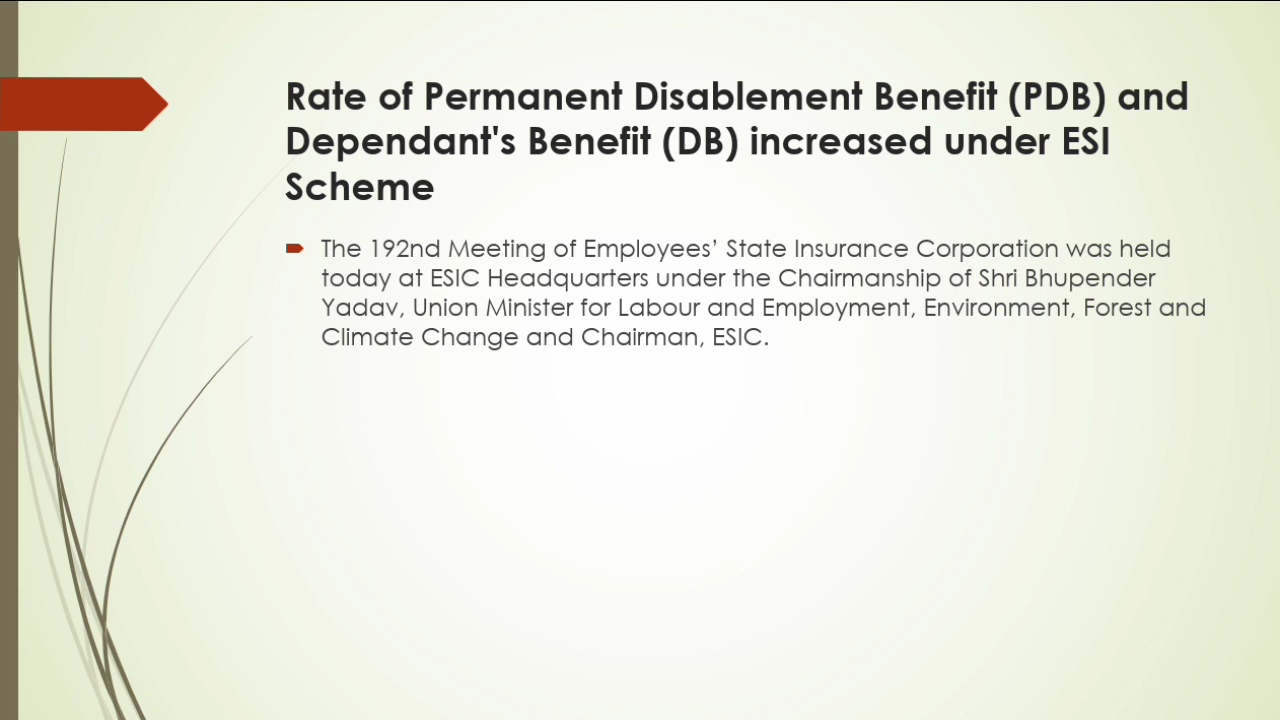 Rate of Permanent Disablement Benefit (PDB) and
Dependant's Benefit (DB) increased under ESI
Scheme
The 192nd Meeting of Employees’ State Insurance Corporation was held
today at ESIC Headquarters under the Chairmanship of Shri Bhupender
Yadav, Union Minister for Labour and Employment, Environment, Forest and
Climate Change and Chairman, ESIC.